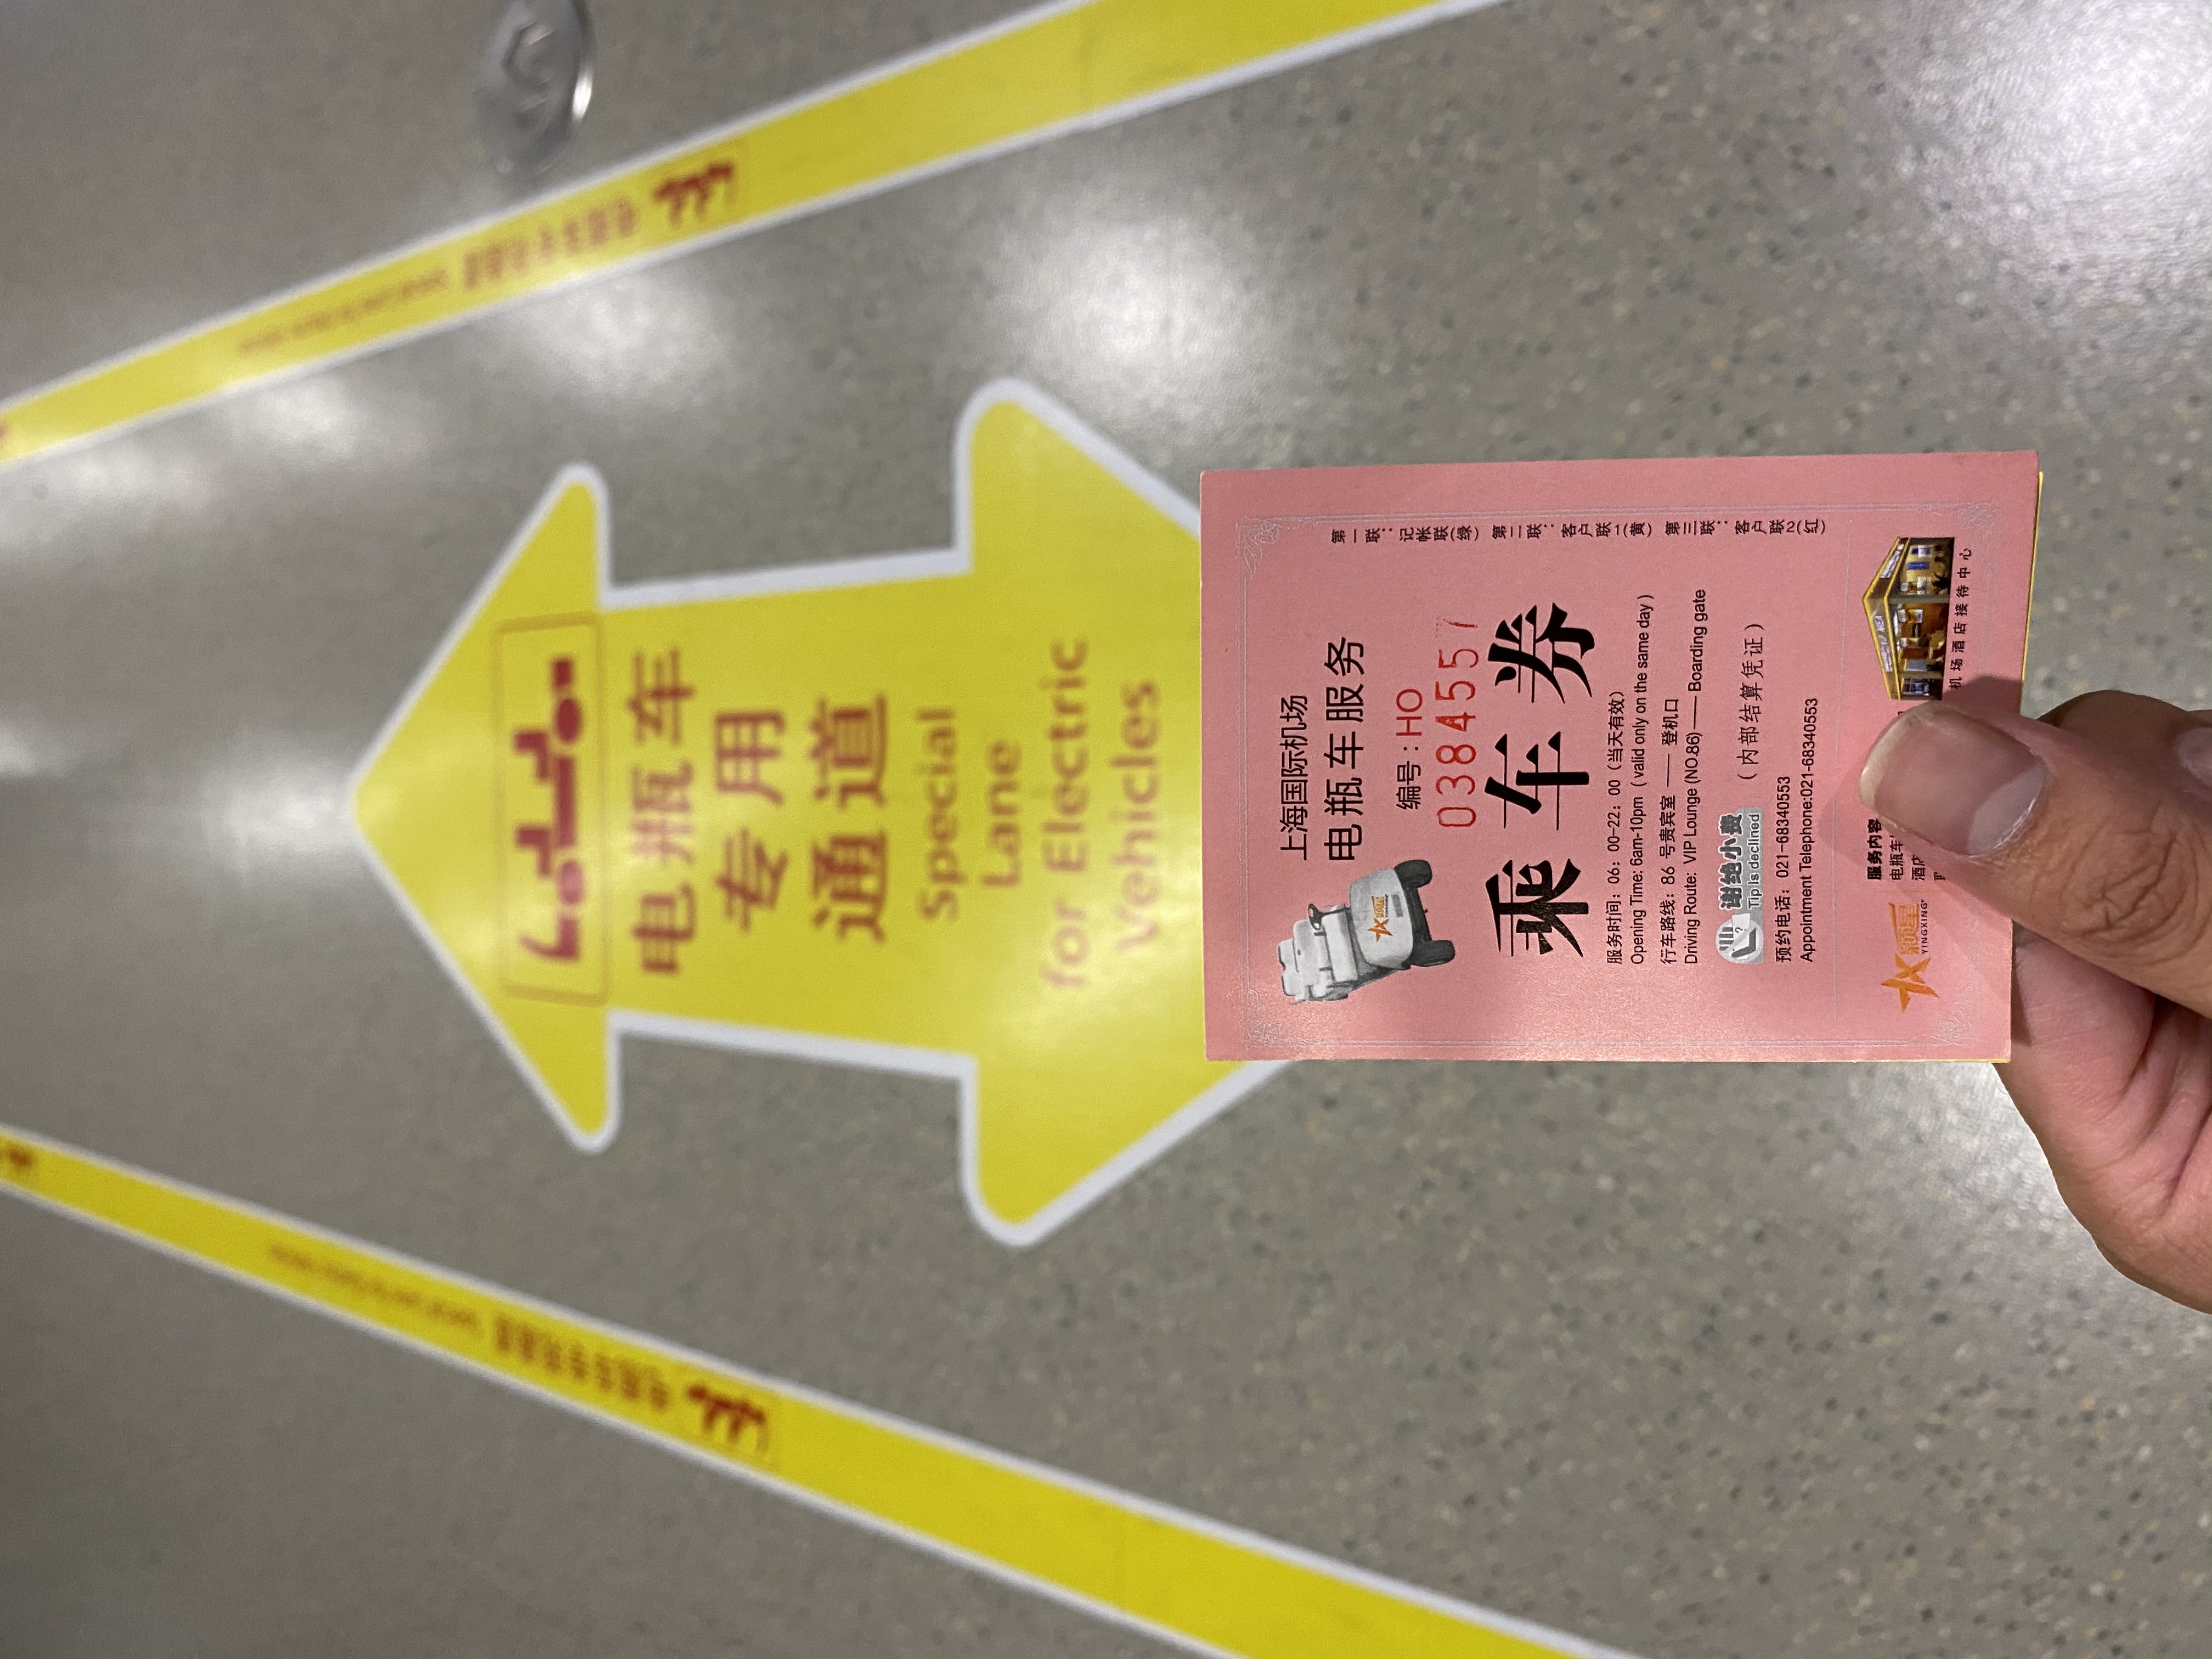 电瓶车
专用
通道
Special
Lane
for Electric
Vehicles
上海国际机场
电瓶车服务
编号:HO
0384557
乘车券
服务时间：06：00-22：00（当天有效）
Opening Time: 6am-10pm ( valid only on the same day )
行车路线：86 号贵宾室 —— 登机口
Driving Route: VIP Lounge (NO.86) —— Boarding gate
谢绝小费
Tip Is declined
（内部结算凭证）
预约电话：021-68340553
Appointment Telephone:021-68340553
第一联：记帐联(绿) 第二联：客户联1(黄) 第三联：客户联2(红)
YINGXING
服务内容
电瓶车
酒店
机场酒店接待中心